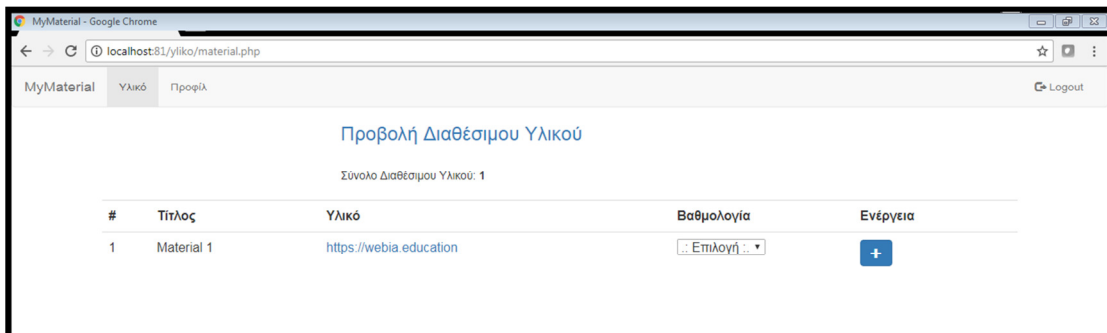 MyMaterial - Google Chrome
localhost:81/yliko/material.php
MyMaterial Υλικό Προφίλ Logout
Προβολή Διαθέσιμου Υλικού
Σύνολο Διαθέσιμου Υλικού: 1
# Τίτλος Υλικό Βαθμολογία Ενέργεια
1 Material 1 https://webia.education .: Επιλογή :. +